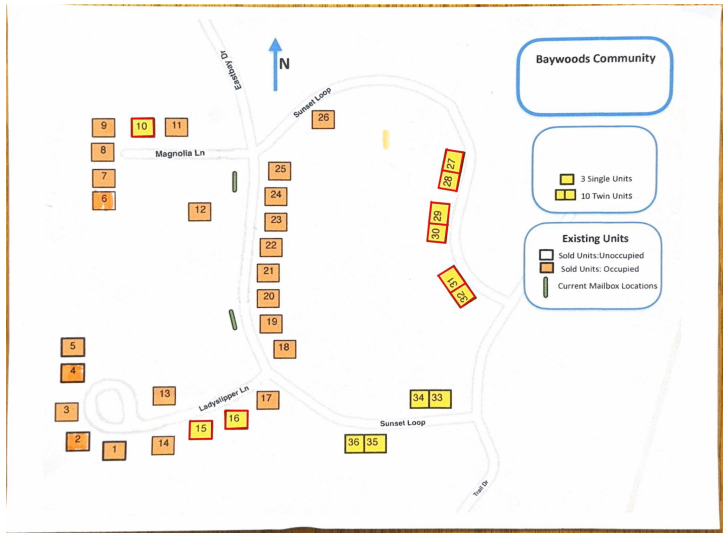 Baywoods Community
Eastbay Dr
N
Sunset Loop
26
9
10
11
8
Magnolia Ln
7
6
12
25
24
23
22
21
20
19
18
27
28
29
30
31
32
3 Single Units
10 Twin Units
Existing Units
Sold Units:Unoccupied
Sold Units: Occupied
Current Mailbox Locations
5
4
3
2
1
13
14
Ladyslipper Ln
15
16
17
34
33
Sunset Loop
36
35
Trail Dr